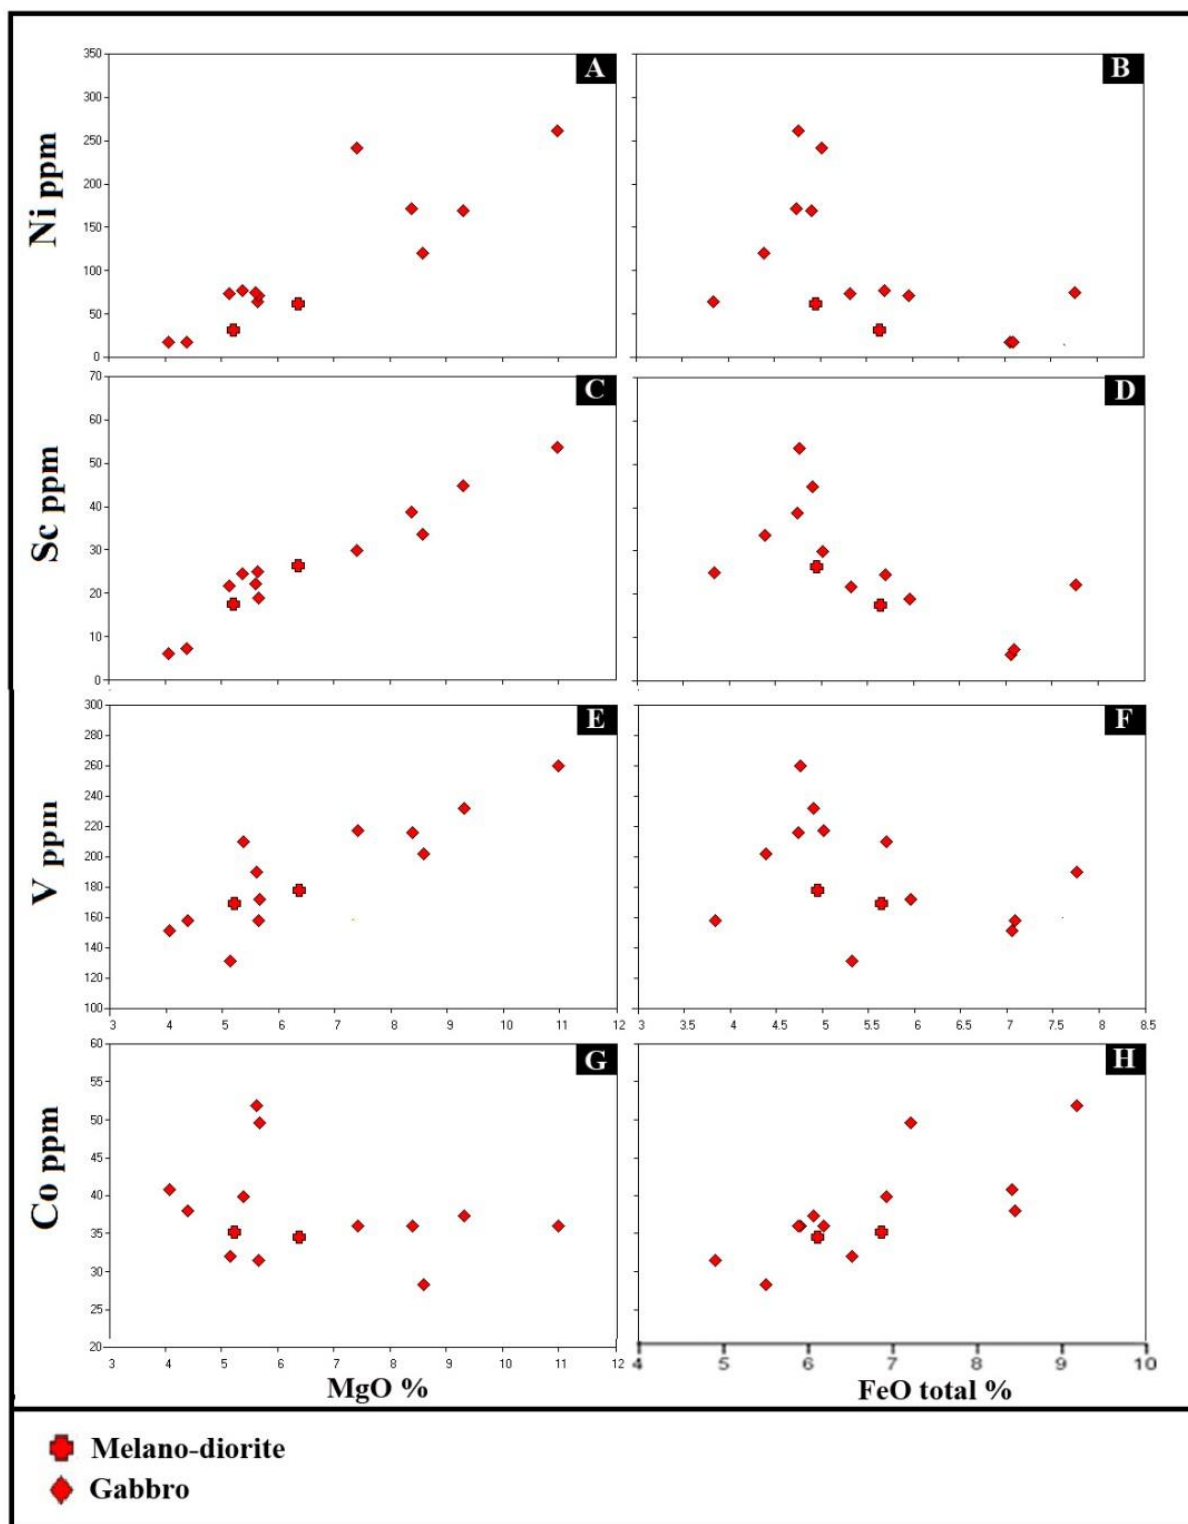 A
B
Ni ppm
350
300
250
200
150
100
50
0
C
D
Sc ppm
70
60
50
40
30
20
10
0
E
F
V ppm
300
280
260
240
220
200
180
160
140
120
100
3 4 5 6 7 8 9 10 11 12
3 3.5 4 4.5 5 5.5 6 6.5 7 7.5 8 8.5
G
H
Co ppm
60
55
50
45
40
35
30
25
20
3 4 5 6 7 8 9 10 11 12
4 5 6 7 8 9 10
MgO %
FeO total %
Melano-diorite
Gabbro